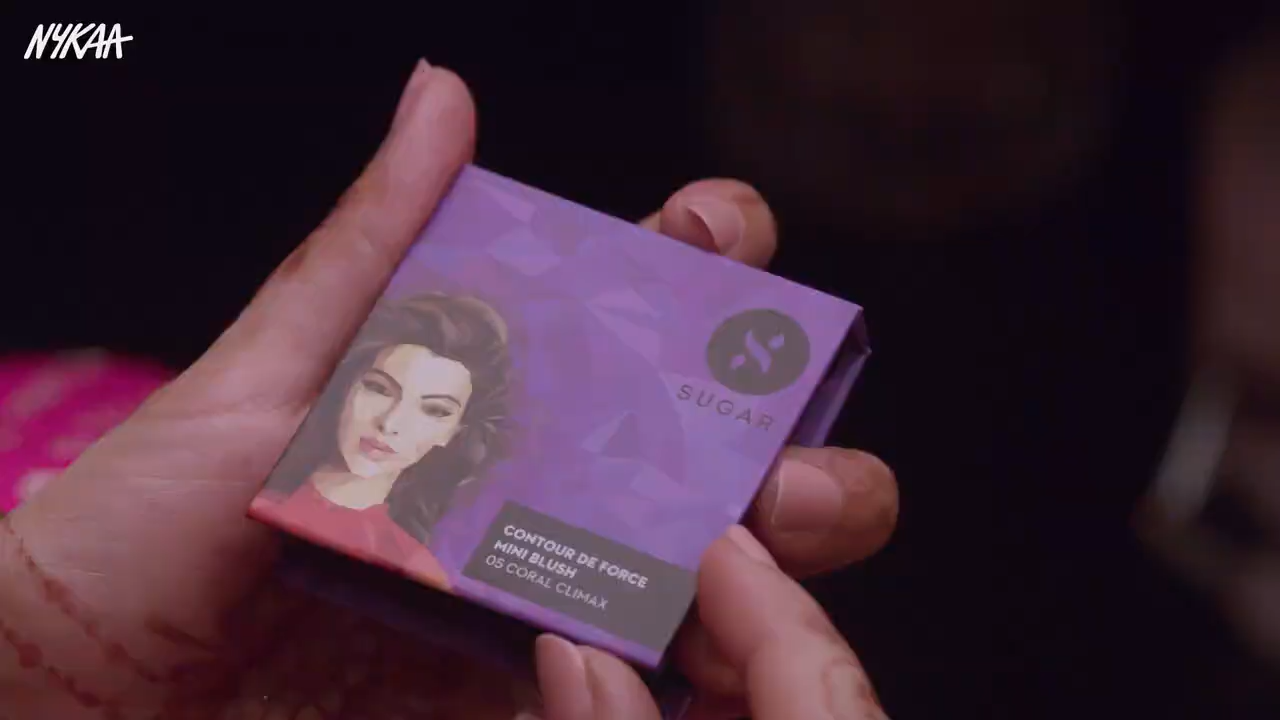 NYKAA
SUGAR
CONTOUR DE FORCE
MINI BLUSH
05 CORAL CLIMAX